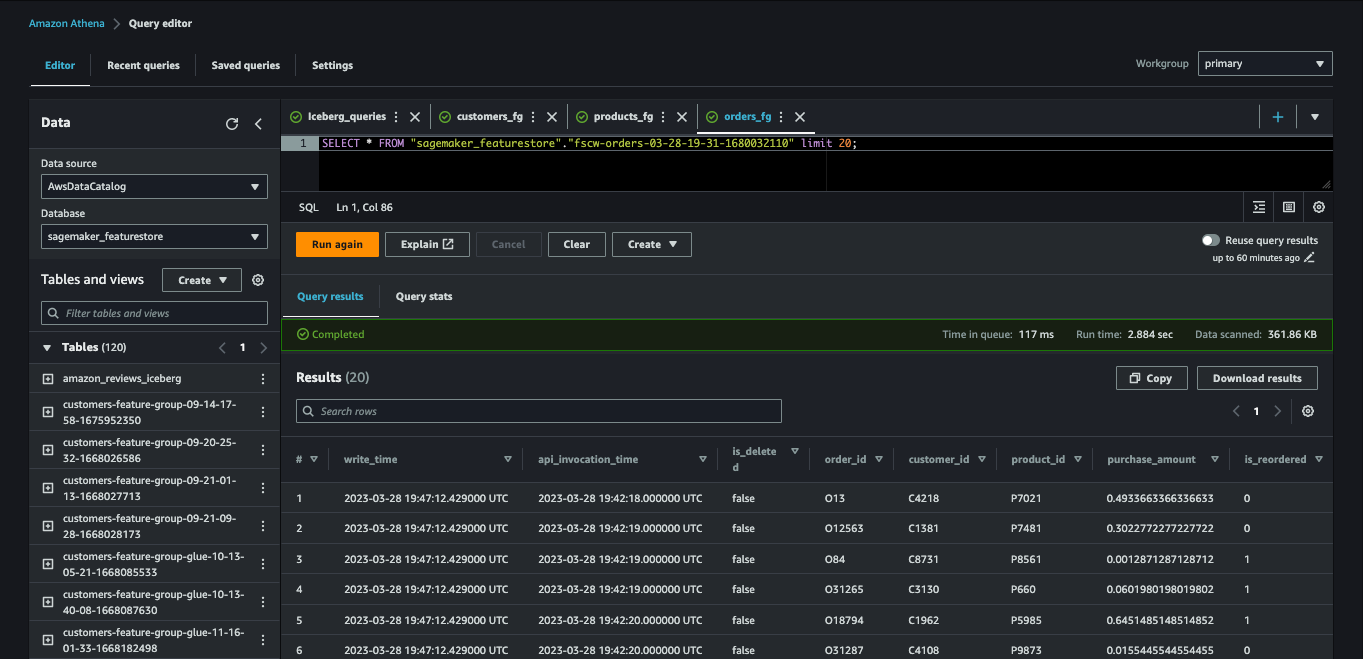 Amazon Athena > Query editor
Editor Recent queries Saved queries Settings
Workgroup primary
Data
Data source
AwsDataCatalog
Database
sagemaker_featurestore
Tables and views Create
Filter tables and views
Tables (120) 1
amazon_reviews_iceberg
customers-feature-group-09-14-17-
58-1675952350
customers-feature-group-09-20-25-
32-1668026586
customers-feature-group-09-21-01-
13-1668027713
customers-feature-group-09-21-09-
28-1668028173
customers-feature-group-glue-10-13-
05-21-1668085533
customers-feature-group-glue-10-13-
40-08-1668087630
customers-feature-group-glue-11-16-
01-33-1668182498
Iceberg_queries customers_fg products_fg orders_fg
1 SELECT * FROM "sagemaker_featurestore"."fscw-orders-03-28-19-31-1680032110" limit 20;
SQL Ln 1, Col 86
Run again Explain Cancel Clear Create
Reuse query results
up to 60 minutes ago
Query results Query stats
Completed Time in queue: 117 ms Run time: 2.884 sec Data scanned: 361.86 KB
Results (20) Copy Download results
Search rows 1
# write_time api_invocation_time is_deleted order_id customer_id product_id purchase_amount is_reordered
1 2023-03-28 19:47:12.429000 UTC 2023-03-28 19:42:18.000000 UTC false O13 C4218 P7021 0.4933663366336633 0
2 2023-03-28 19:47:12.429000 UTC 2023-03-28 19:42:19.000000 UTC false O12563 C1381 P7481 0.3022772277227722 0
3 2023-03-28 19:47:12.429000 UTC 2023-03-28 19:42:19.000000 UTC false O84 C8731 P8561 0.0012871287128712 1
4 2023-03-28 19:47:12.429000 UTC 2023-03-28 19:42:19.000000 UTC false O31265 C3130 P660 0.0601980198019802 1
5 2023-03-28 19:47:12.429000 UTC 2023-03-28 19:42:20.000000 UTC false O18794 C1962 P5985 0.6451485148514852 1
6 2023-03-28 19:47:12.429000 UTC 2023-03-28 19:42:20.000000 UTC false O31287 C4108 P9873 0.0155445544554455 0